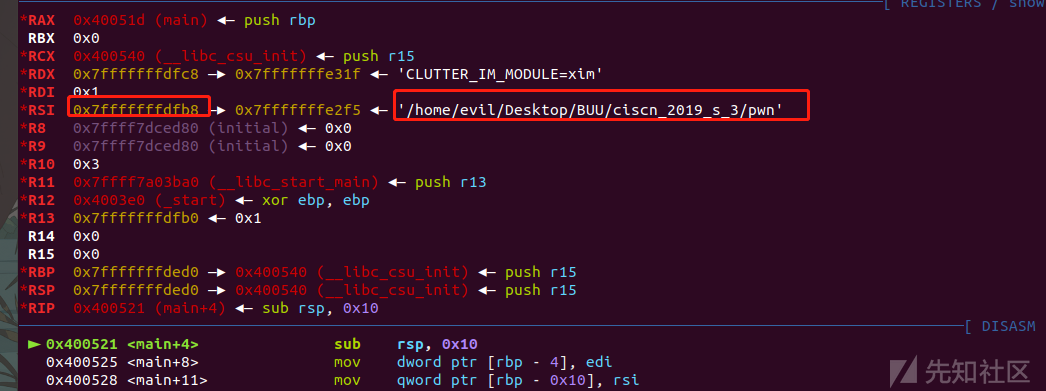 [ REGISTERS / show
*RAX  0x40051d (main) ◂— push rbp
 RBX  0x0
*RCX  0x400540 (__libc_csu_init) ◂— push r15
*RDX  0x7fffffffdfc8 —▸ 0x7fffffffe31f ◂— 'CLUTTER_IM_MODULE=xim'
*RDI  0x1
*RSI  0x7fffffffdfb8 —▸ 0x7fffffffe2f5 ◂— '/home/evil/Desktop/BUU/ciscn_2019_s_3/pwn'
*R8   0x7ffff7dced80 (initial) ◂— 0x0
*R9   0x7ffff7dced80 (initial) ◂— 0x0
*R10  0x3
*R11  0x7ffff7a03ba0 (__libc_start_main) ◂— push r13
*R12  0x4003e0 (_start) ◂— xor ebp, ebp
*R13  0x7fffffffdfb0 ◂— 0x1
 R14  0x0
 R15  0x0
*RBP  0x7fffffffded0 —▸ 0x400540 (__libc_csu_init) ◂— push r15
*RSP  0x7fffffffded0 —▸ 0x400540 (__libc_csu_init) ◂— push r15
*RIP  0x400521 (main+4) ◂— sub rsp, 0x10
[ DISASM
► 0x400521 <main+4>    sub    rsp, 0x10
0x400525 <main+8>    mov    dword ptr [rbp - 4], edi
0x400528 <main+11>    mov    qword ptr [rbp - 0x10], rsi
先知社区